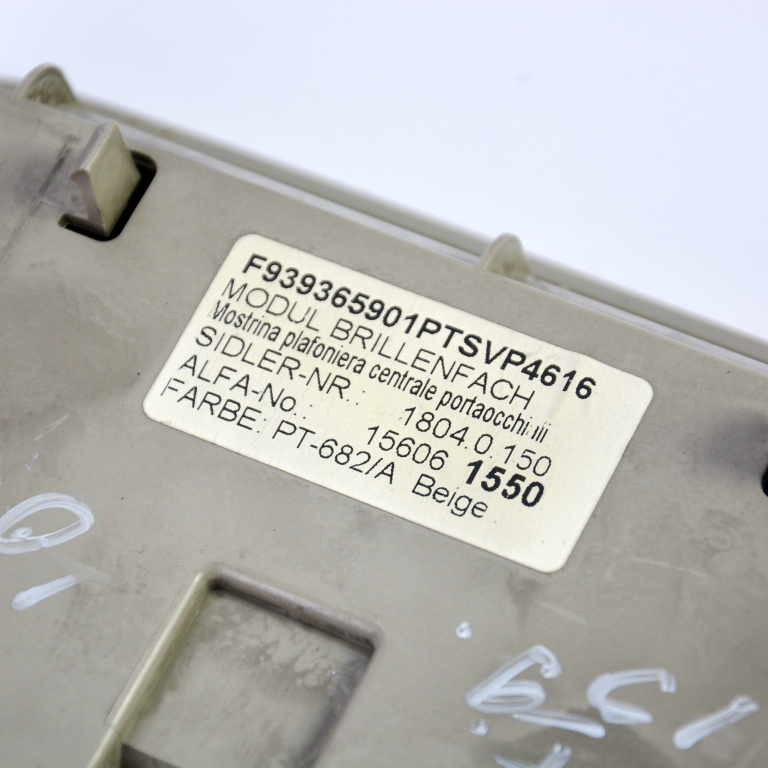 F939365901PTSVP4616
MODUL BRILLENFACH
Mostrina plafoniera centrale portaocchiali
SIDLER-NR.: 1804.0.150
ALFA-No.: 15606 1550
FARBE: PT-682/A Beige